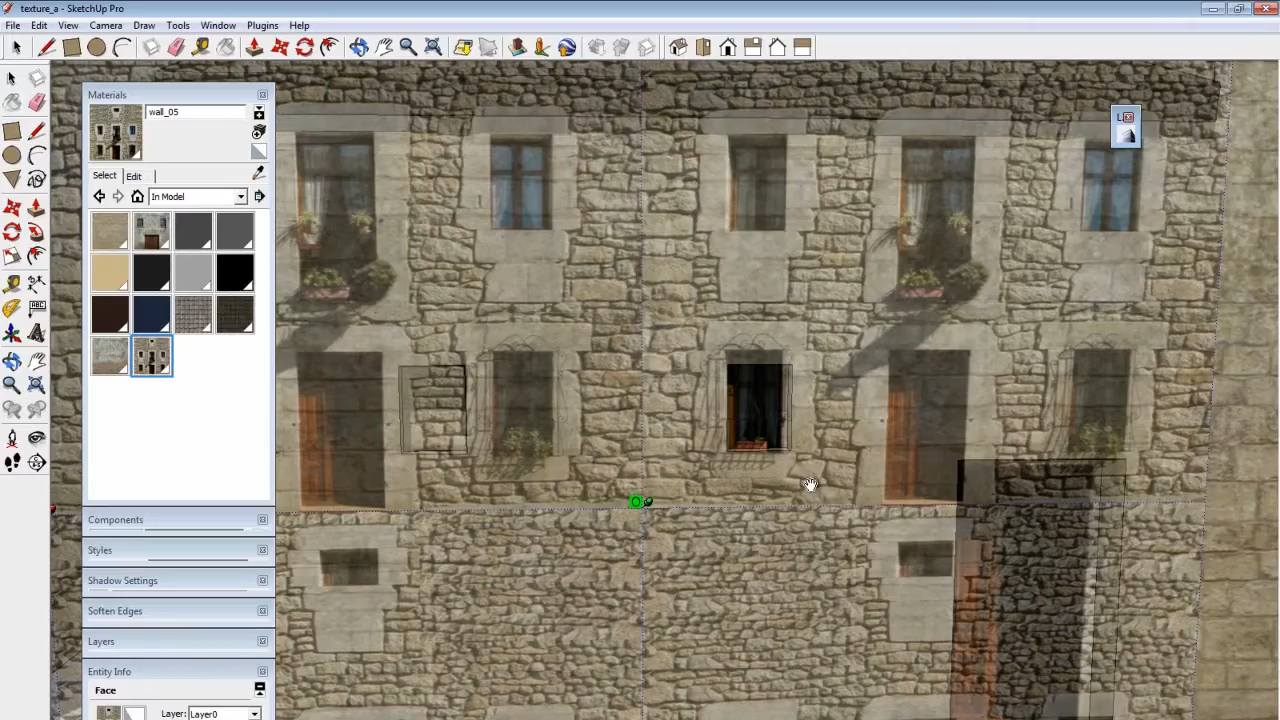 texture_a - SketchUp Pro
File Edit View Camera Draw Tools Window Plugins Help
Materials
wall_05
Select Edit
In Model
Components
Styles
Shadow Settings
Soften Edges
Layers
Entity Info
Face
Layer: Layer0
L
ABC